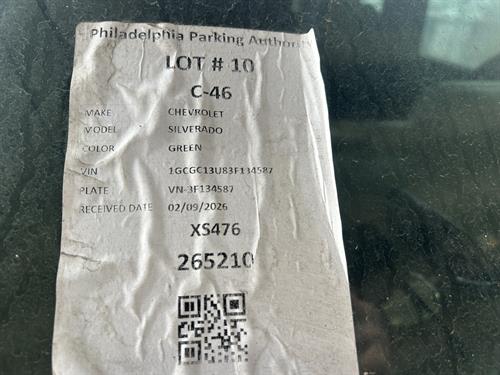 Philadelphia Parking Authority
LOT # 10
C-46
MAKE CHEVROLET
MODEL SILVERADO
COLOR GREEN
VIN 1GCGC13U83F134587
PLATE VN-3F134587
RECEIVED DATE 02/09/2026
XS476
265210